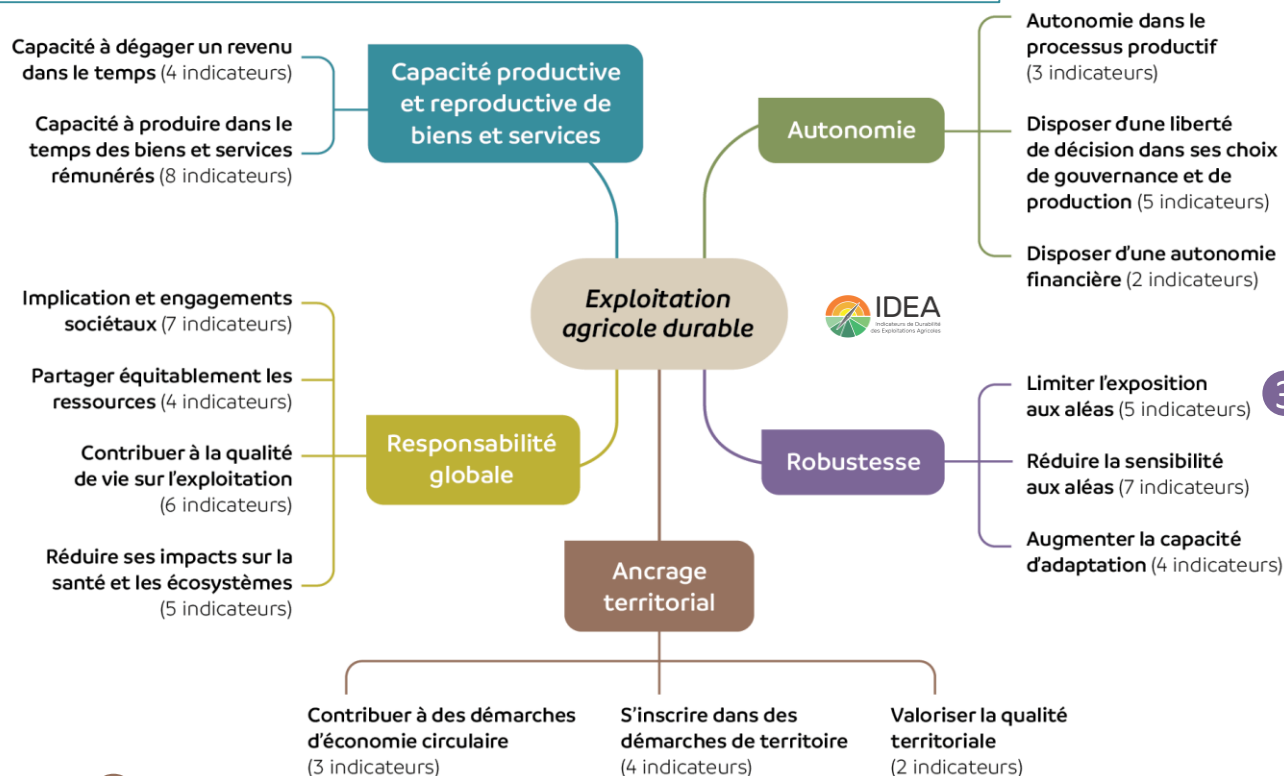 Capacité à dégager un revenu
dans le temps (4 indicateurs)
Capacité à produire dans le
temps des biens et services
rémunérés (8 indicateurs)
Capacité productive
et reproductive de
biens et services
Autonomie
Autonomie dans le
processus productif
(3 indicateurs)
Disposer d'une liberté
de décision dans ses choix
de gouvernance et de
production (5 indicateurs)
Disposer d'une autonomie
financière (2 indicateurs)
Exploitation
agricole durable
IDEA
Indicateurs de Durabilité
des Exploitations Agricoles
Implication et engagements
sociétaux (7 indicateurs)
Partager équitablement les
ressources (4 indicateurs)
Contribuer à la qualité
de vie sur l'exploitation
(6 indicateurs)
Réduire ses impacts sur la
santé et les écosystèmes
(5 indicateurs)
Responsabilité
globale
Robustesse
Limiter l'exposition
aux aléas (5 indicateurs)
3
Réduire la sensibilité
aux aléas (7 indicateurs)
Augmenter la capacité
d'adaptation (4 indicateurs)
Ancrage
territorial
Contribuer à des démarches
d'économie circulaire
(3 indicateurs)
S'inscrire dans des
démarches de territoire
(4 indicateurs)
Valoriser la qualité
territoriale
(2 indicateurs)